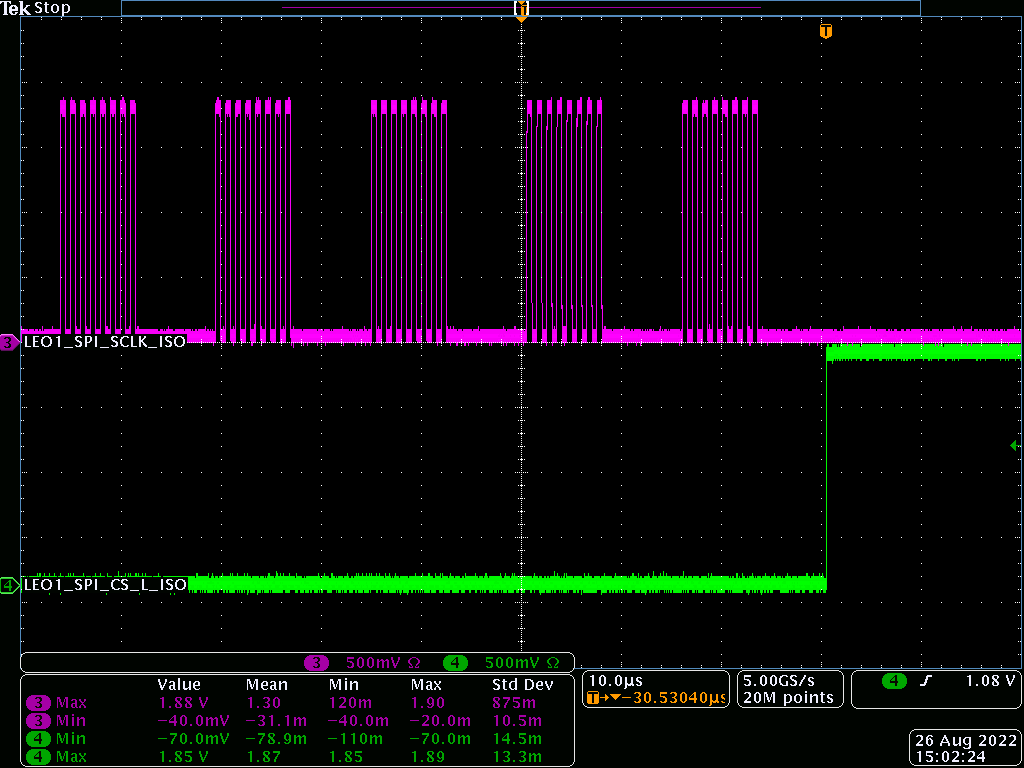 Tek Stop
T
T
3 LEO1_SPI_SCLK_ISO
4 LEO1_SPI_CS_L_ISO
3 500mV Ω 4 500mV Ω
Value Mean Min Max Std Dev
3 Max 1.88 V 1.30 120m 1.90 875m
3 Min −40.0mV −31.1m −40.0m −20.0m 10.5m
4 Min −70.0mV −78.9m −110m −70.0m 14.5m
4 Max 1.85 V 1.87 1.85 1.89 13.3m
10.0µs
T→▼−30.53040µs
5.00GS/s
20M points
4 1.08 V
26 Aug 2022
15:02:24